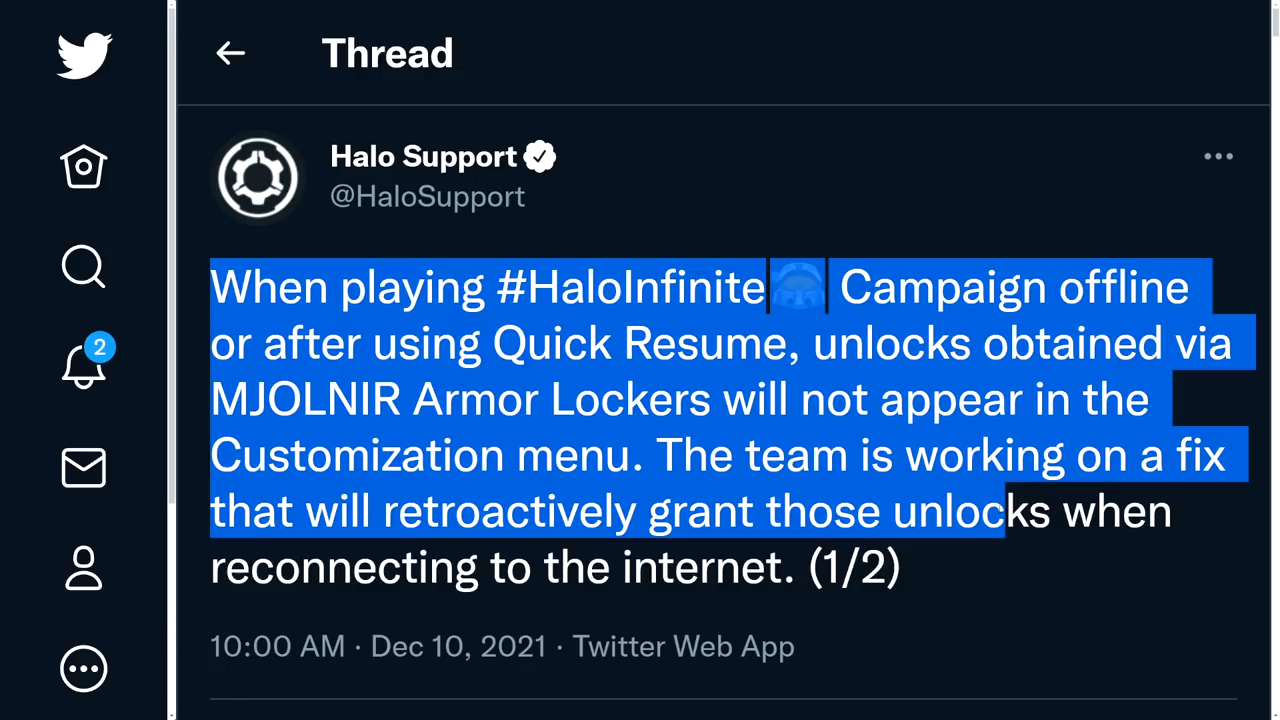 Thread
Halo Support
@HaloSupport
When playing #HaloInfinite Campaign offline
or after using Quick Resume, unlocks obtained via
MJOLNIR Armor Lockers will not appear in the
Customization menu. The team is working on a fix
that will retroactively grant those unlocks when
reconnecting to the internet. (1/2)
2
10:00 AM · Dec 10, 2021 · Twitter Web App